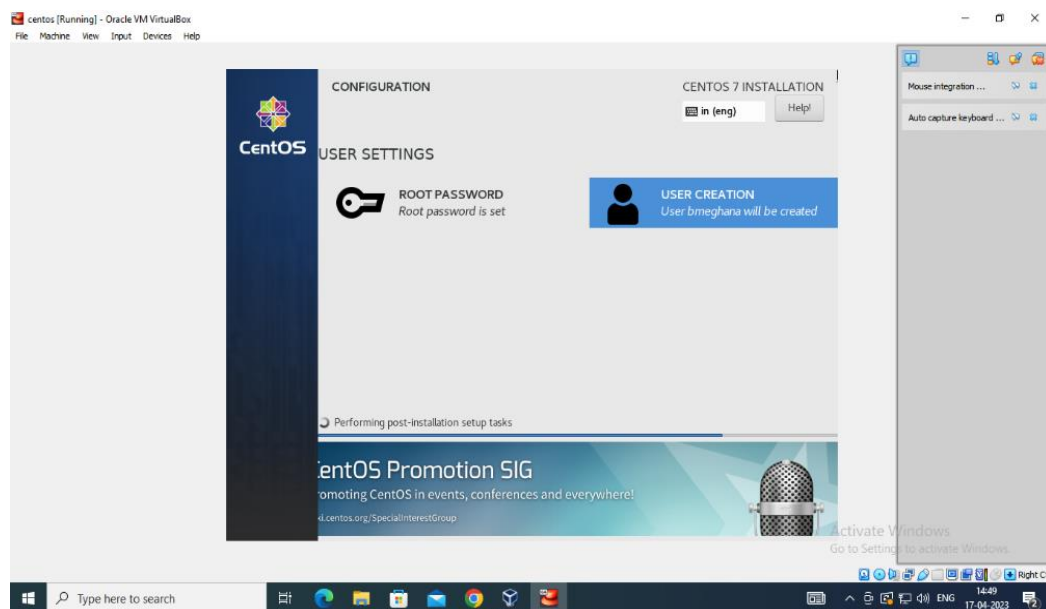 centos [Running] - Oracle VM VirtualBox
File Machine View Input Devices Help
Mouse integration ...
Auto capture keyboard ...
CentOS
CONFIGURATION
CENTOS 7 INSTALLATION
in (eng)
Help!
USER SETTINGS
ROOT PASSWORD
Root password is set
USER CREATION
User bmeghana will be created
Performing post-installation setup tasks
entOS Promotion SIG
omoting CentOS in events, conferences and everywhere!
ki.centos.org/SpecialInterestGroup
Activate Windows
Go to Settings to activate Windows.
Right C
Type here to search
ENG
14:49
17-04-2023
2